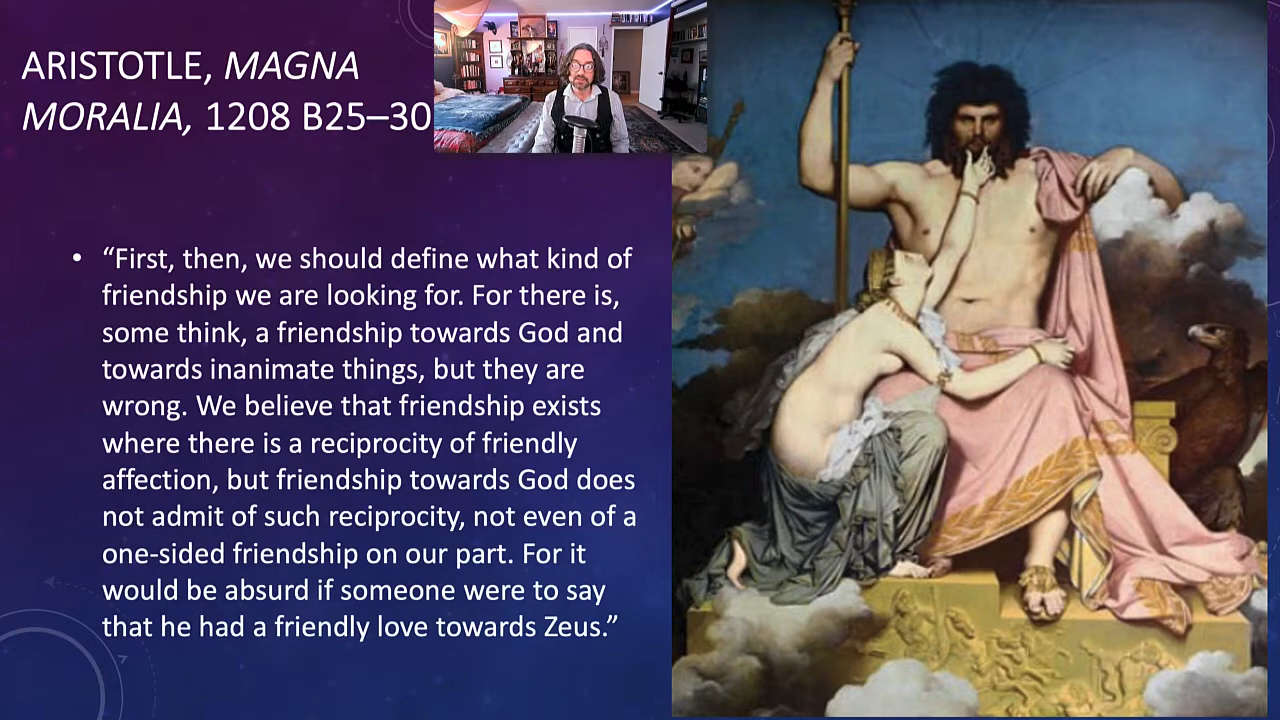 ARISTOTLE, MAGNA
MORALIA, 1208 B25–30
• “First, then, we should define what kind of
friendship we are looking for. For there is,
some think, a friendship towards God and
towards inanimate things, but they are
wrong. We believe that friendship exists
where there is a reciprocity of friendly
affection, but friendship towards God does
not admit of such reciprocity, not even of a
one-sided friendship on our part. For it
would be absurd if someone were to say
that he had a friendly love towards Zeus.”